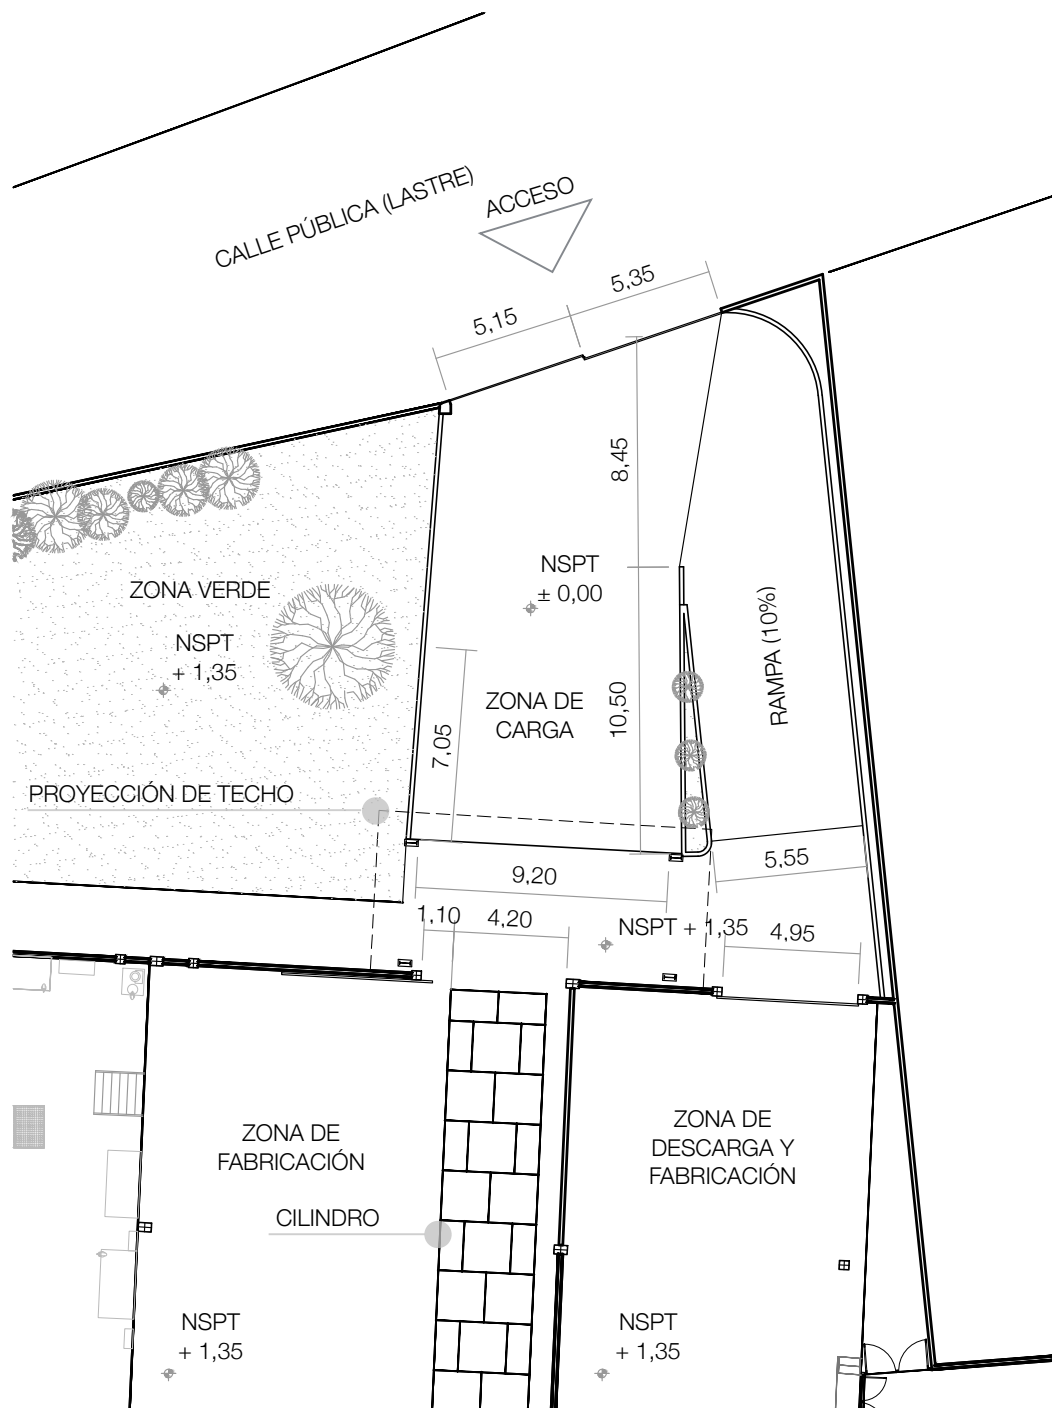 CALLE PÚBLICA (LASTRE)
ACCESO
5,15
5,35
8,45
NSPT
± 0,00
ZONA VERDE
NSPT
+ 1,35
RAMPA (10%)
ZONA DE
CARGA
10,50
7,05
PROYECCIÓN DE TECHO
5,55
9,20
1,10
4,20
NSPT + 1,35
4,95
ZONA DE
FABRICACIÓN
ZONA DE
DESCARGA Y
FABRICACIÓN
CILINDRO
NSPT
+ 1,35
NSPT
+ 1,35